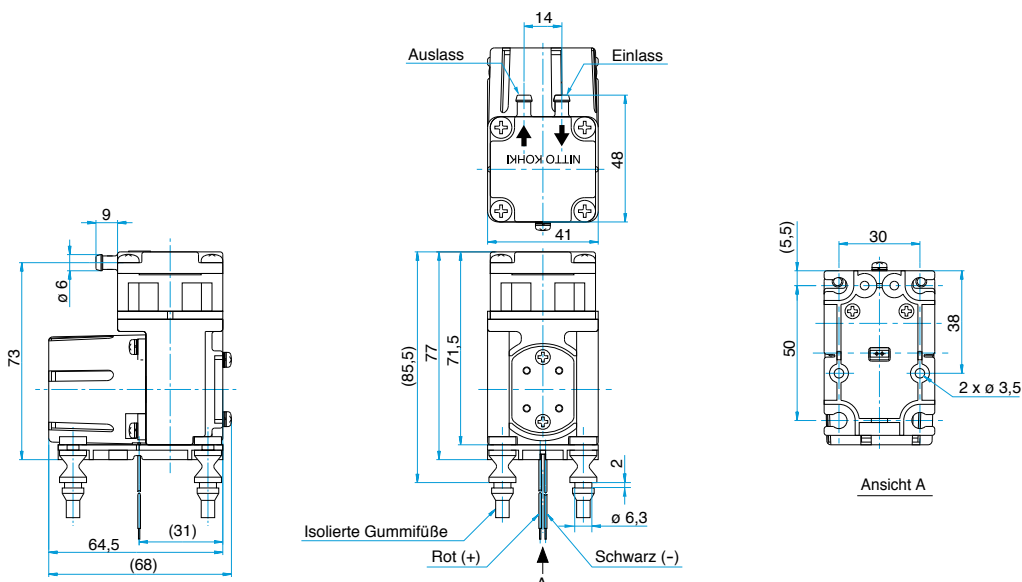 14
Auslass
Einlass
NITTO KOHKI
48
41
9
ø 6
73
(31)
64,5
(68)
(85,5)
77
71,5
2
ø 6,3
Isolierte Gummifüße
Rot (+)
Schwarz (-)
A
(5,5)
30
50
38
2 x ø 3,5
Ansicht A